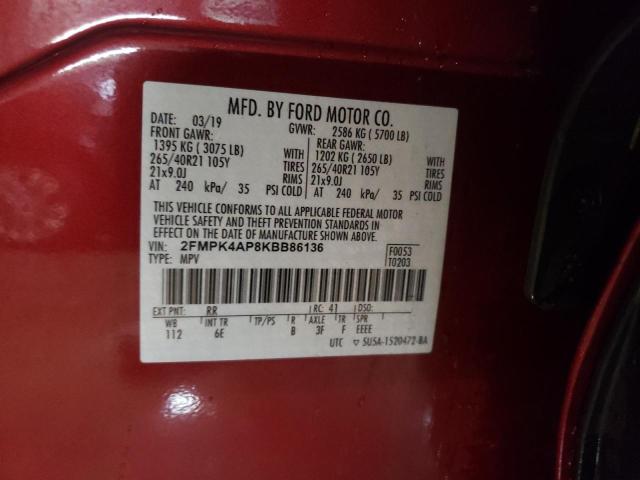 MFD. BY FORD MOTOR CO.
DATE: 03/19 GVWR: 2586 KG ( 5700 LB)
FRONT GAWR: REAR GAWR:
1395 KG ( 3075 LB) WITH 1202 KG ( 2650 LB) WITH
265/40R21 105Y TIRES 265/40R21 105Y TIRES
21x9.0J RIMS 21x9.0J RIMS
AT 240 kPa/ 35 PSI COLD AT 240 kPa/ 35 PSI COLD
THIS VEHICLE CONFORMS TO ALL APPLICABLE FEDERAL MOTOR
VEHICLE SAFETY AND THEFT PREVENTION STANDARDS IN EFFECT ON THE
DATE OF MANUFACTURE SHOWN ABOVE.
VIN: 2FMPK4AP8KBB86136 F0053
TYPE: MPV T0203
EXT PNT: RR RC: 41 DSO:
WB INT TR TP/PS R AXLE TR SPR
112 6E B 3F F EEEE
UTC ▽ 5U5A-1520472-BA